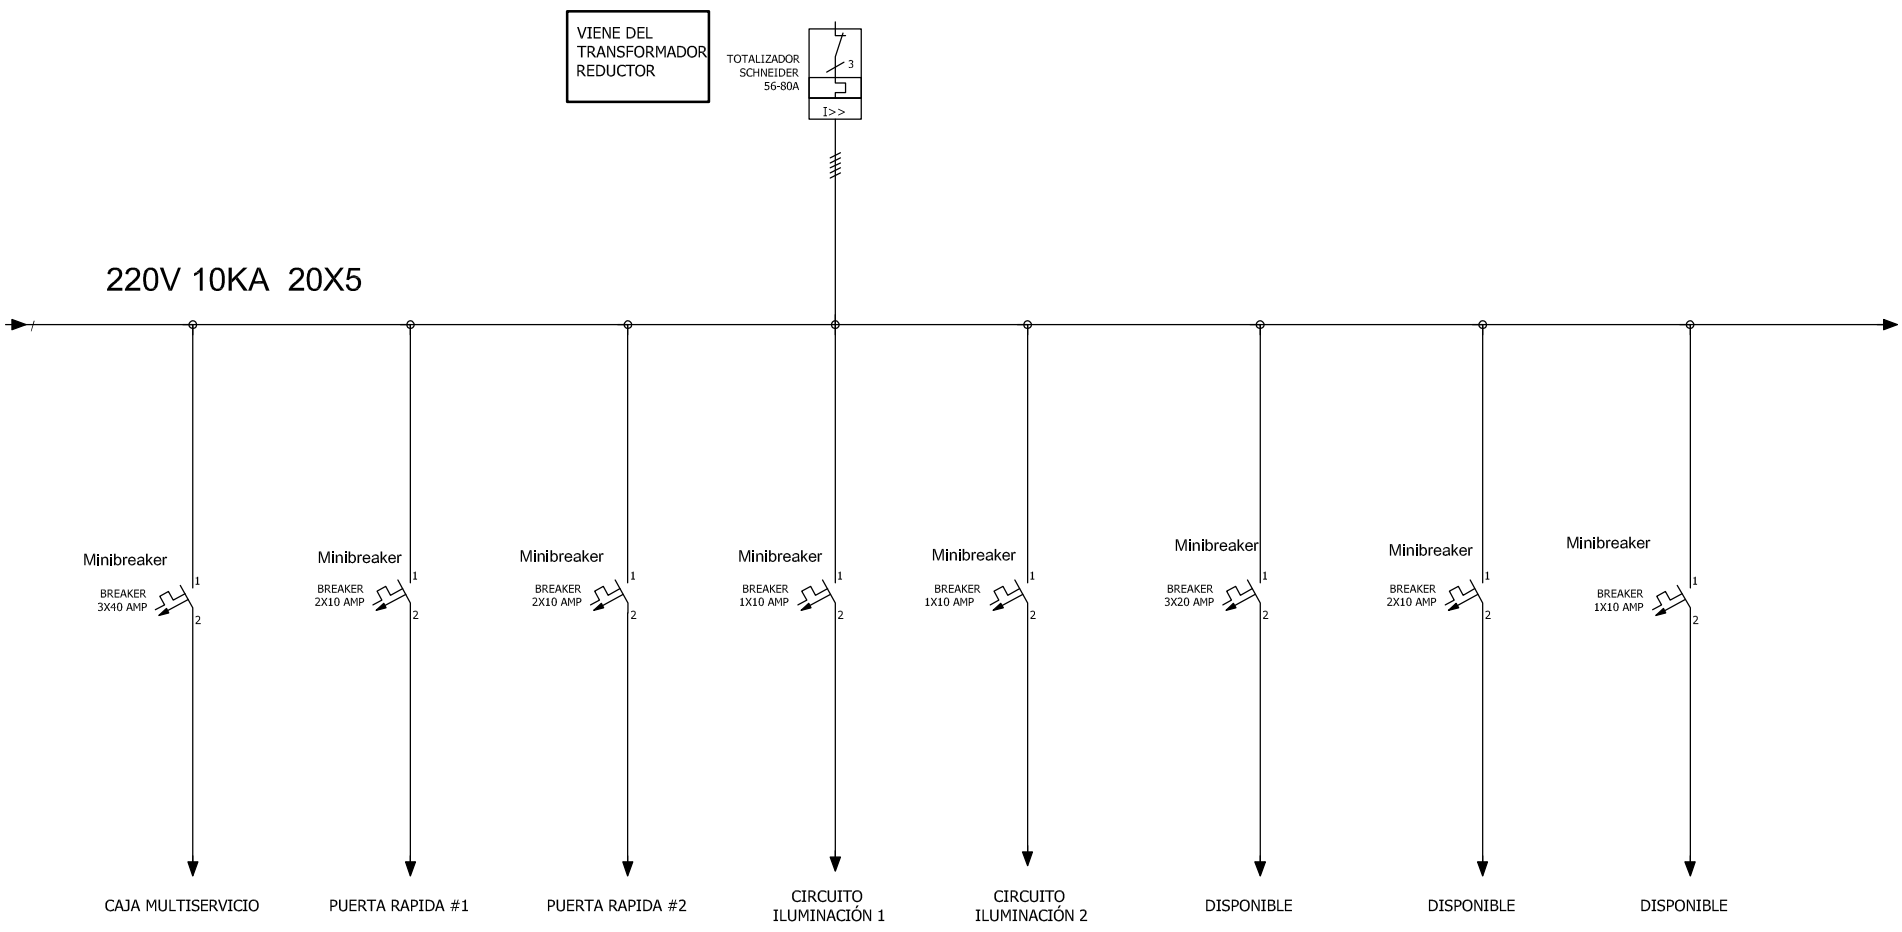 VIENE DEL
TRANSFORMADOR
REDUCTOR
TOTALIZADOR
SCHNEIDER
56-80A
3
I>>
220V 10KA  20X5
Minibreaker
BREAKER
3X40 AMP
1
2
Minibreaker
BREAKER
2X10 AMP
1
2
Minibreaker
BREAKER
2X10 AMP
1
2
Minibreaker
BREAKER
1X10 AMP
1
2
Minibreaker
BREAKER
1X10 AMP
1
2
Minibreaker
BREAKER
3X20 AMP
1
2
Minibreaker
BREAKER
2X10 AMP
1
2
Minibreaker
BREAKER
1X10 AMP
1
2
CAJA MULTISERVICIO
PUERTA RAPIDA #1
PUERTA RAPIDA #2
CIRCUITO
ILUMINACIÓN 1
CIRCUITO
ILUMINACIÓN 2
DISPONIBLE
DISPONIBLE
DISPONIBLE